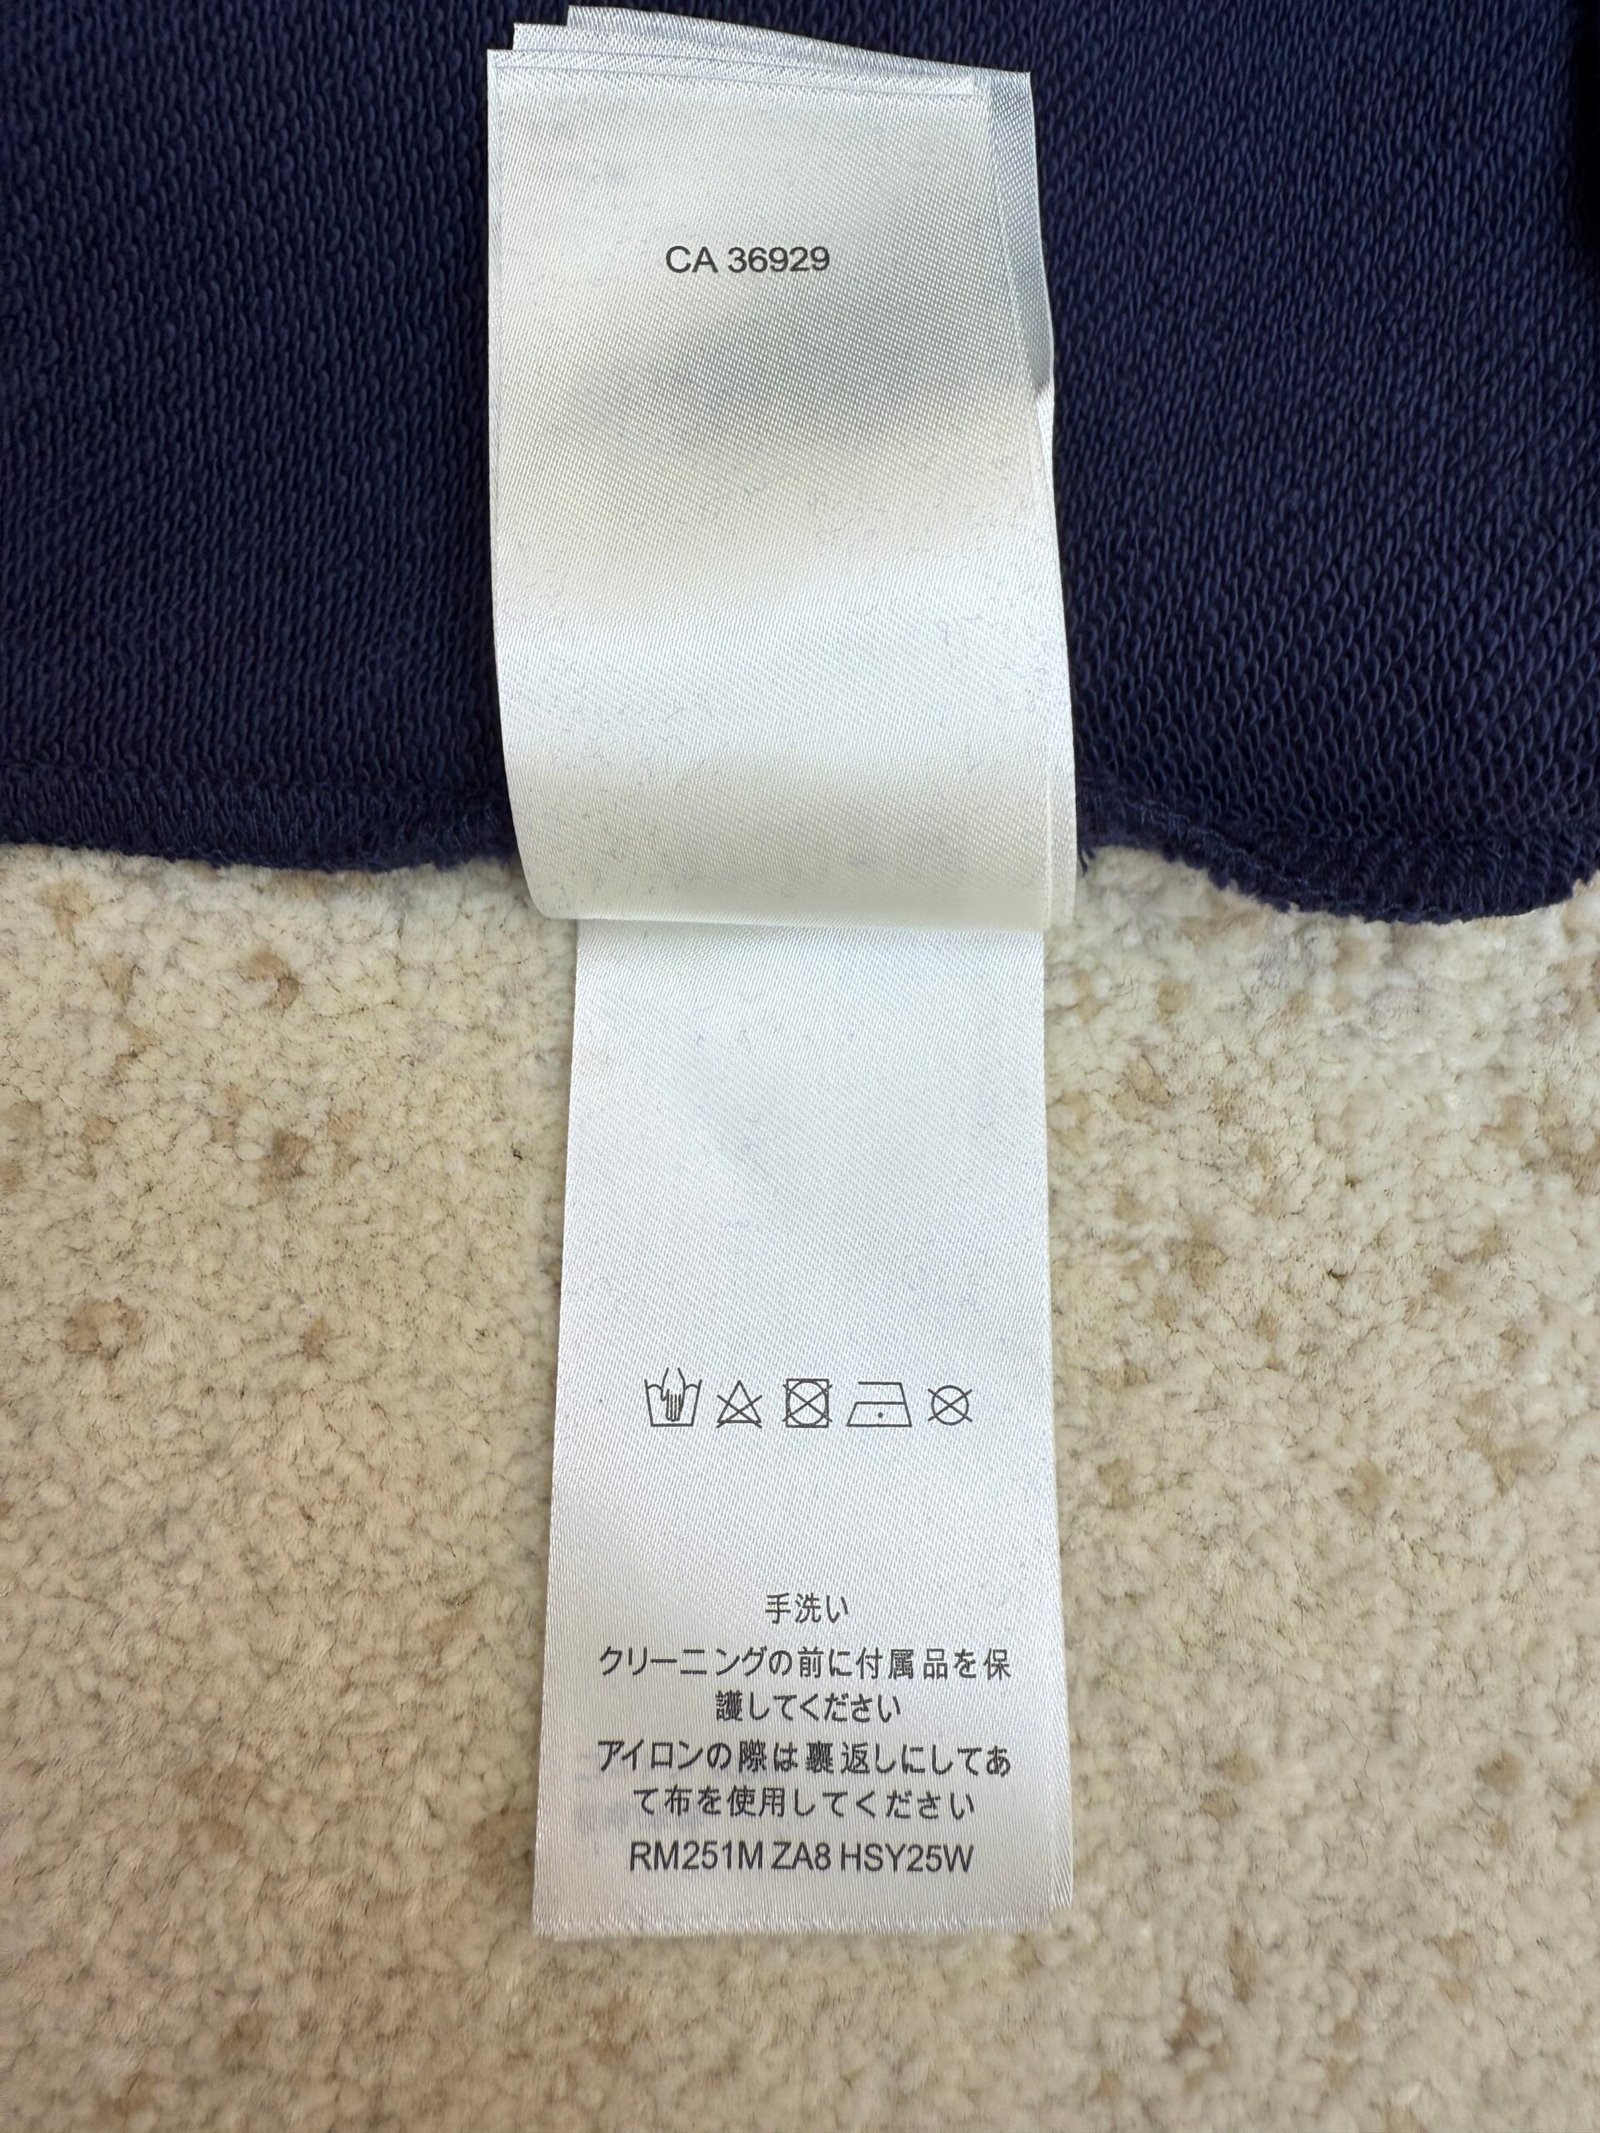 CA 36929
手洗い
クリーニングの前に付属品を保
護してください
アイロンの際は裏返しにしてあ
て布を使用してください
RM251M ZA8 HSY25W